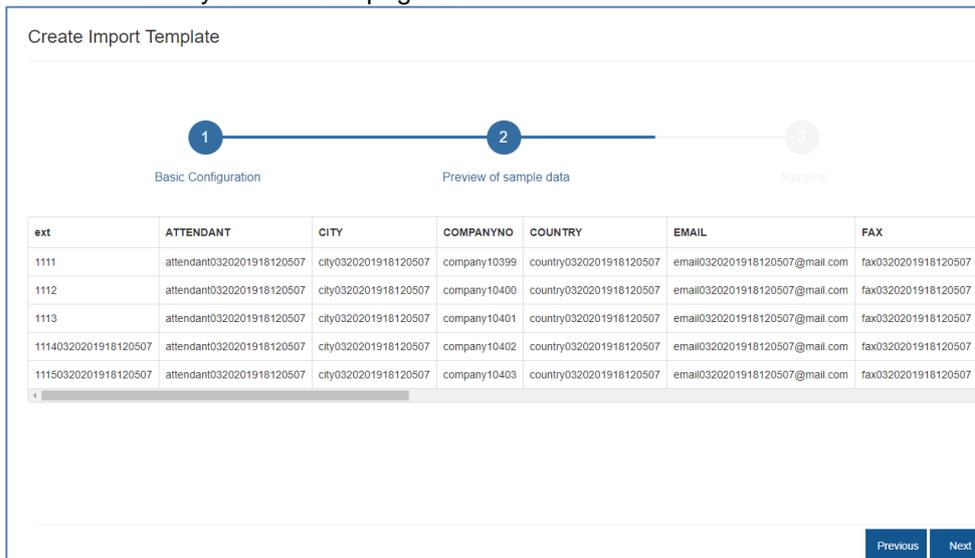 Create Import Template
1 2 3
Basic Configuration Preview of sample data Mapping
ext ATTENDANT CITY COMPANYNO COUNTRY EMAIL FAX
1111 attendant0320201918120507 city0320201918120507 company10399 country0320201918120507 email0320201918120507@mail.com fax0320201918120507
1112 attendant0320201918120507 city0320201918120507 company10400 country0320201918120507 email0320201918120507@mail.com fax0320201918120507
1113 attendant0320201918120507 city0320201918120507 company10401 country0320201918120507 email0320201918120507@mail.com fax0320201918120507
11140320201918120507 attendant0320201918120507 city0320201918120507 company10402 country0320201918120507 email0320201918120507@mail.com fax0320201918120507
11150320201918120507 attendant0320201918120507 city0320201918120507 company10403 country0320201918120507 email0320201918120507@mail.com fax0320201918120507
Previous Next